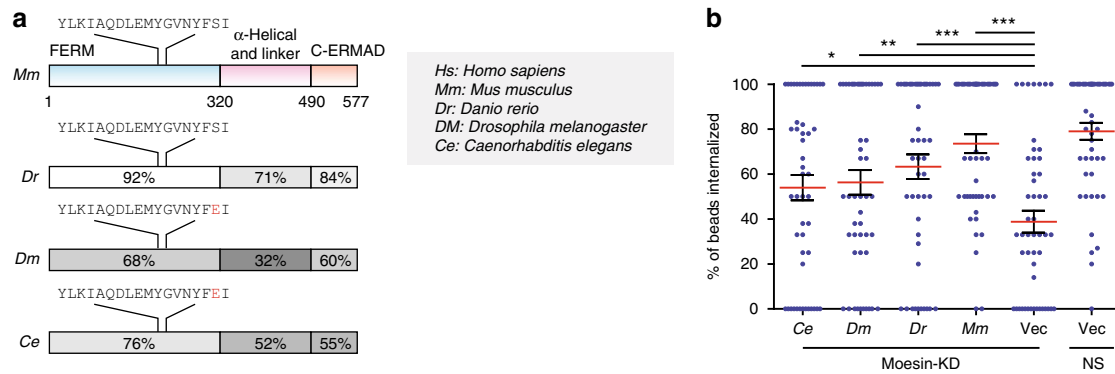 a
YLKIAQDLEMYGVNYFSI
FERM
α-Helical
and linker
C-ERMAD
Mm
1
320
490
577
YLKIAQDLEMYGVNYFSI
Dr
92%
71%
84%
YLKIAQDLEMYGVNYFEI
Dm
68%
32%
60%
YLKIAQDLEMYGVNYFEI
Ce
76%
52%
55%
Hs: Homo sapiens
Mm: Mus musculus
Dr: Danio rerio
DM: Drosophila melanogaster
Ce: Caenorhabditis elegans
b
***
***
**
*
% of beads internalized
100
80
60
40
20
0
Ce
Dm
Dr
Mm
Vec
Vec
Moesin-KD
NS